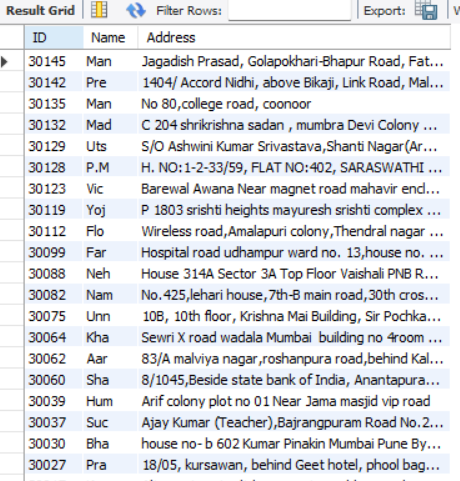 Result Grid Filter Rows: Export:
ID Name Address
30145 Man Jagadish Prasad, Golapokhari-Bhapur Road, Fat...
30142 Pre 1404/ Accord Nidhi, above Bikaji, Link Road, Mal...
30135 Man No 80,college road, coonoor
30132 Mad C 204 shrikrishna sadan , mumbra Devi Colony ...
30129 Uts S/O Ashwini Kumar Srivastava,Shanti Nagar(Ar...
30128 P.M H. NO:1-2-33/59, FLAT NO:402, SARASWATHI ...
30123 Vic Barewal Awana Near magnet road mahavir encl...
30119 Yoj P 1803 srishti heights mayuresh srishti complex ...
30112 Flo Wireless road,Amalapuri colony,Thendral nagar ...
30099 Far Hospital road udhampur ward no. 13,house no. ...
30088 Neh House 314A Sector 3A Top Floor Vaishali PNB R...
30082 Nam No.425,lehari house,7th-B main road,30th cros...
30075 Unn 10B, 10th floor, Krishna Mai Building, Sir Pochka...
30064 Kha Sewri X road wadala Mumbai  building no 4room ...
30062 Aar 83/A malviya nagar,roshanpura road,behind Kal...
30060 Sha 8/1045,Beside state bank of India, Anantapura...
30039 Hum Arif colony plot no 01 Near Jama masjid vip road
30037 Suc Ajay Kumar (Teacher),Bajrangpuram Road No.2...
30030 Bha house no- b 602 Kumar Pinakin Mumbai Pune By...
30027 Pra 18/05, kursawan, behind Geet hotel, phool bag...